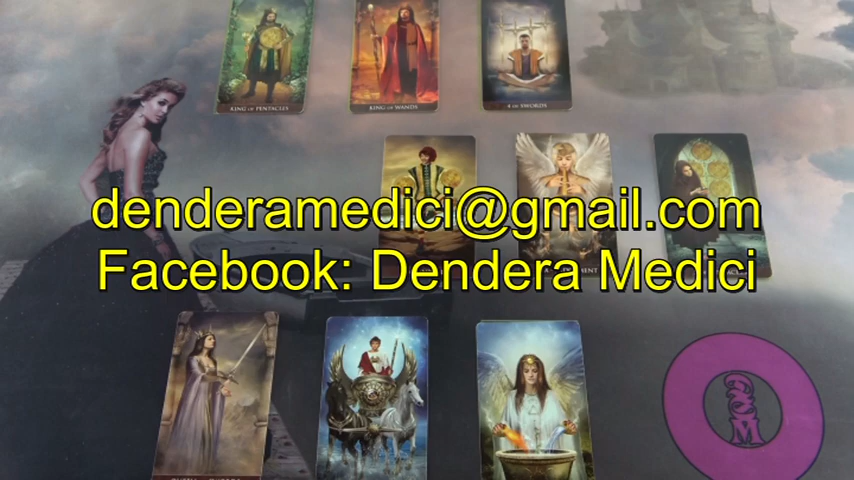 KING OF PENTACLES
KING OF WANDS
4 OF SWORDS
denderamedici@gmail.com
Facebook: Dendera Medici